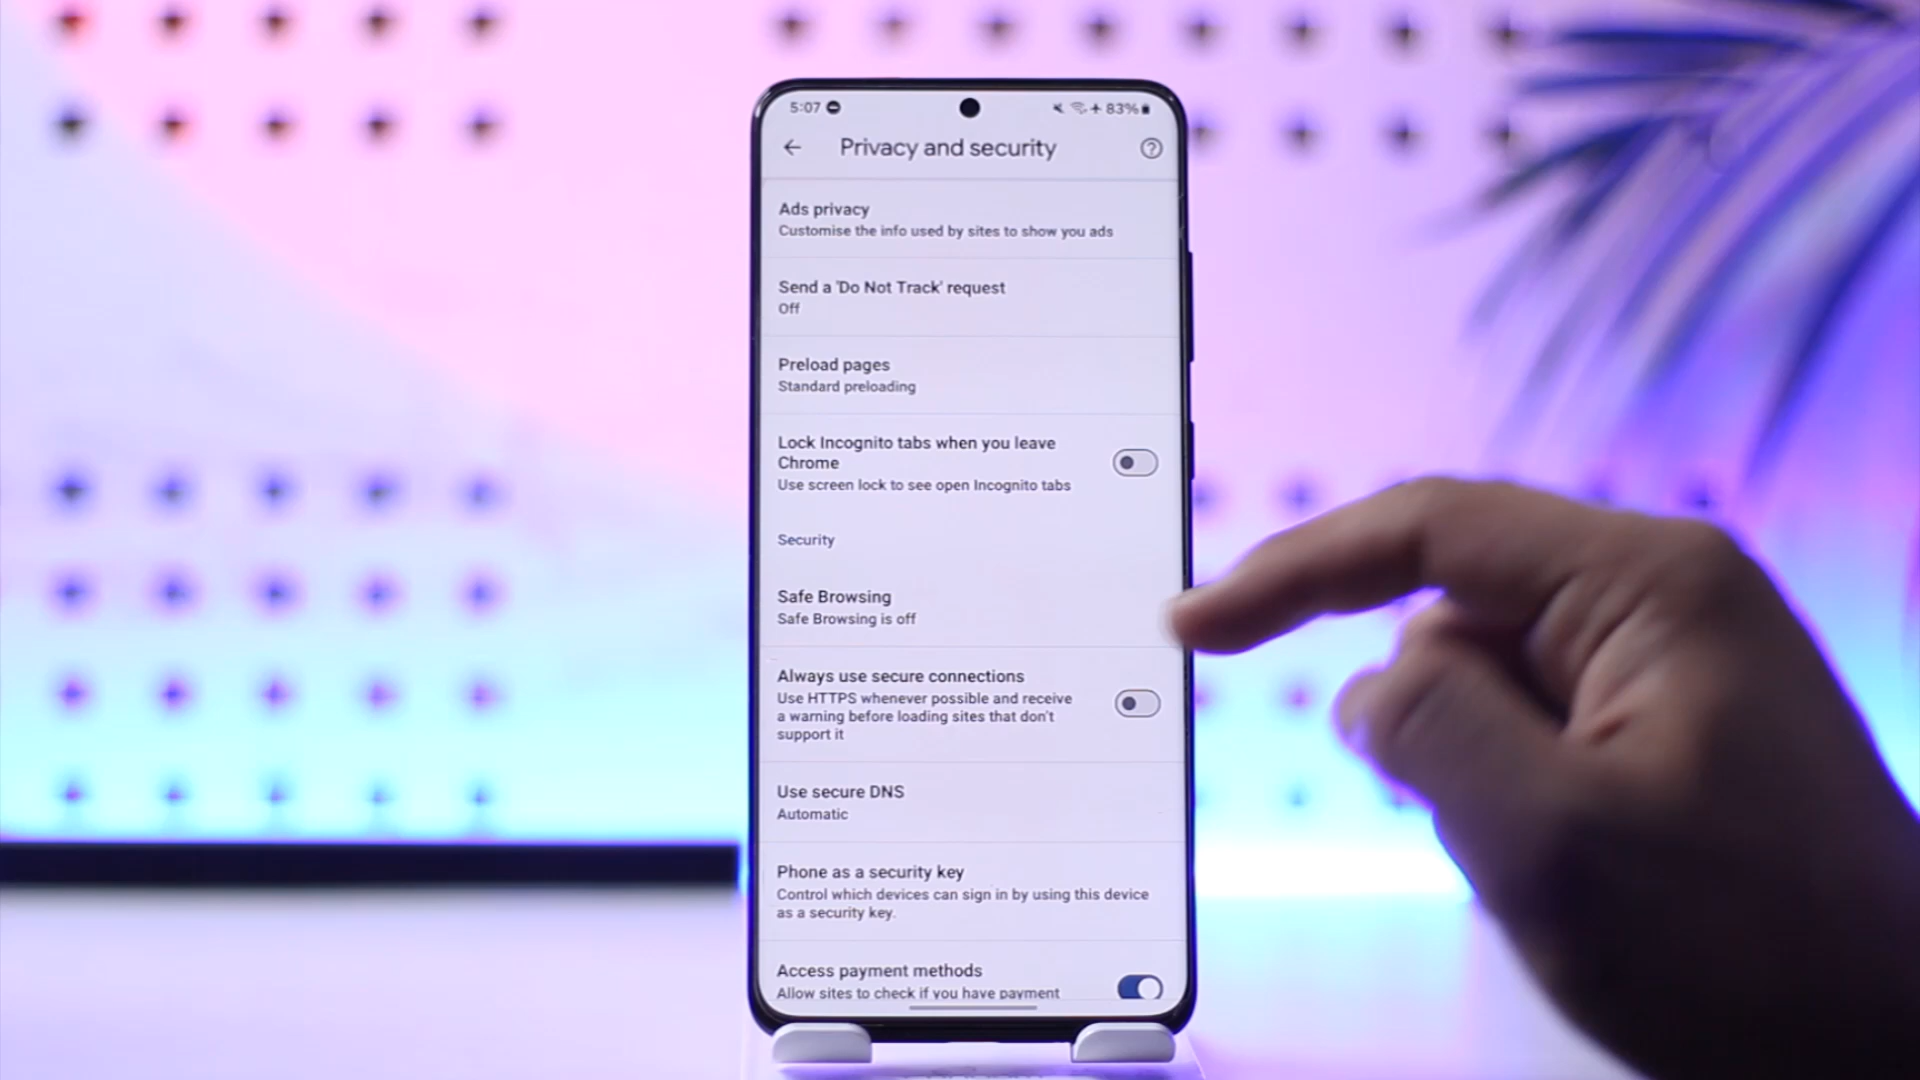 5:07 83%
Privacy and security
Ads privacy
Customise the info used by sites to show you ads
Send a 'Do Not Track' request
Off
Preload pages
Standard preloading
Lock Incognito tabs when you leave
Chrome
Use screen lock to see open Incognito tabs
Security
Safe Browsing
Safe Browsing is off
Always use secure connections
Use HTTPS whenever possible and receive
a warning before loading sites that don't
support it
Use secure DNS
Automatic
Phone as a security key
Control which devices can sign in by using this device
as a security key.
Access payment methods
Allow sites to check if you have payment